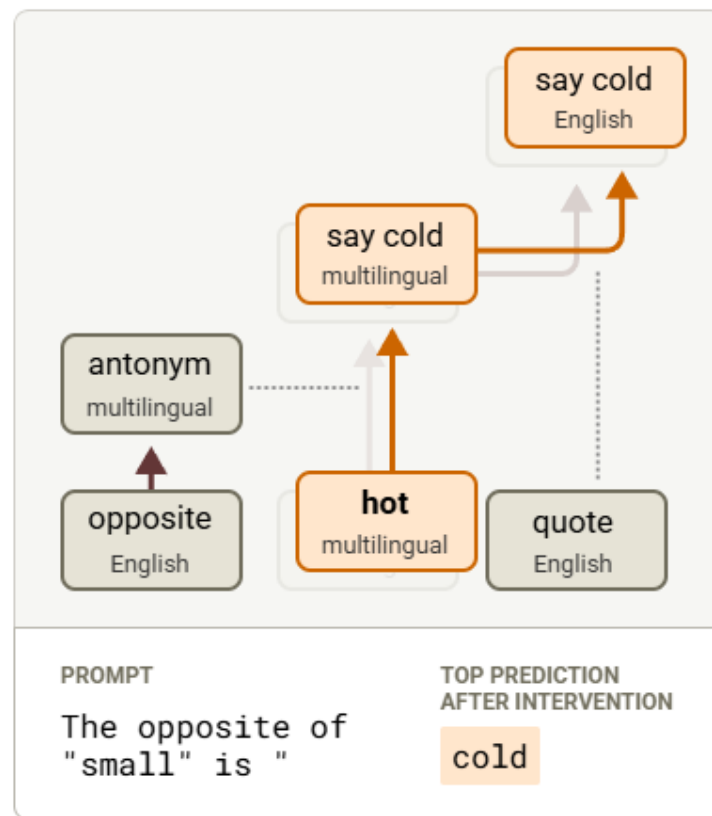 say cold
English
say cold
multilingual
antonym
multilingual
opposite
English
hot
multilingual
quote
English
PROMPT
The opposite of
"small" is "
TOP PREDICTION
AFTER INTERVENTION
cold